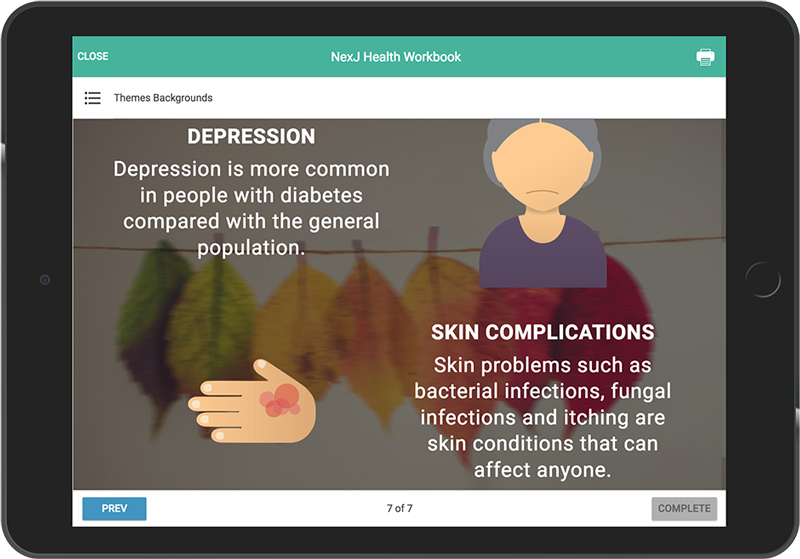 CLOSE
NexJ Health Workbook
Themes Backgrounds
DEPRESSION
Depression is more common
in people with diabetes
compared with the general
population.
SKIN COMPLICATIONS
Skin problems such as
bacterial infections, fungal
infections and itching are
skin conditions that can
affect anyone.
PREV
7 of 7
COMPLETE